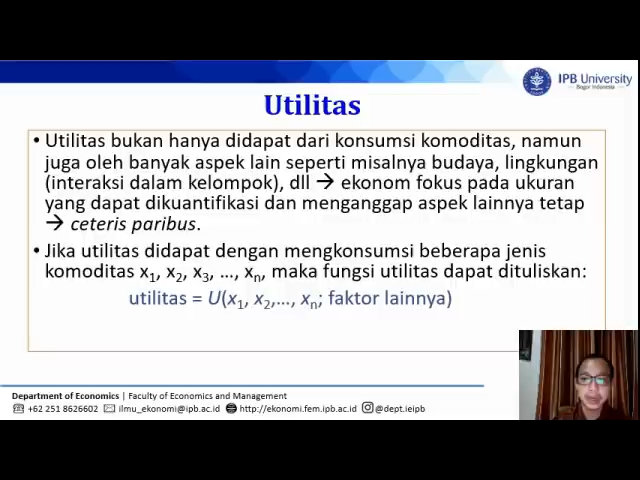 IPB University
Bogor Indonesia
Utilitas
• Utilitas bukan hanya didapat dari konsumsi komoditas, namun
juga oleh banyak aspek lain seperti misalnya budaya, lingkungan
(interaksi dalam kelompok), dll → ekonom fokus pada ukuran
yang dapat dikuantifikasi dan menganggap aspek lainnya tetap
→ ceteris paribus.
• Jika utilitas didapat dengan mengkonsumsi beberapa jenis
komoditas x₁, x₂, x₃, …, xₙ, maka fungsi utilitas dapat dituliskan:
utilitas = U(x₁, x₂,…, xₙ; faktor lainnya)
Department of Economics | Faculty of Economics and Management
+62 251 8626602 ilmu_ekonomi@ipb.ac.id http://ekonomi.fem.ipb.ac.id @dept.ieipb